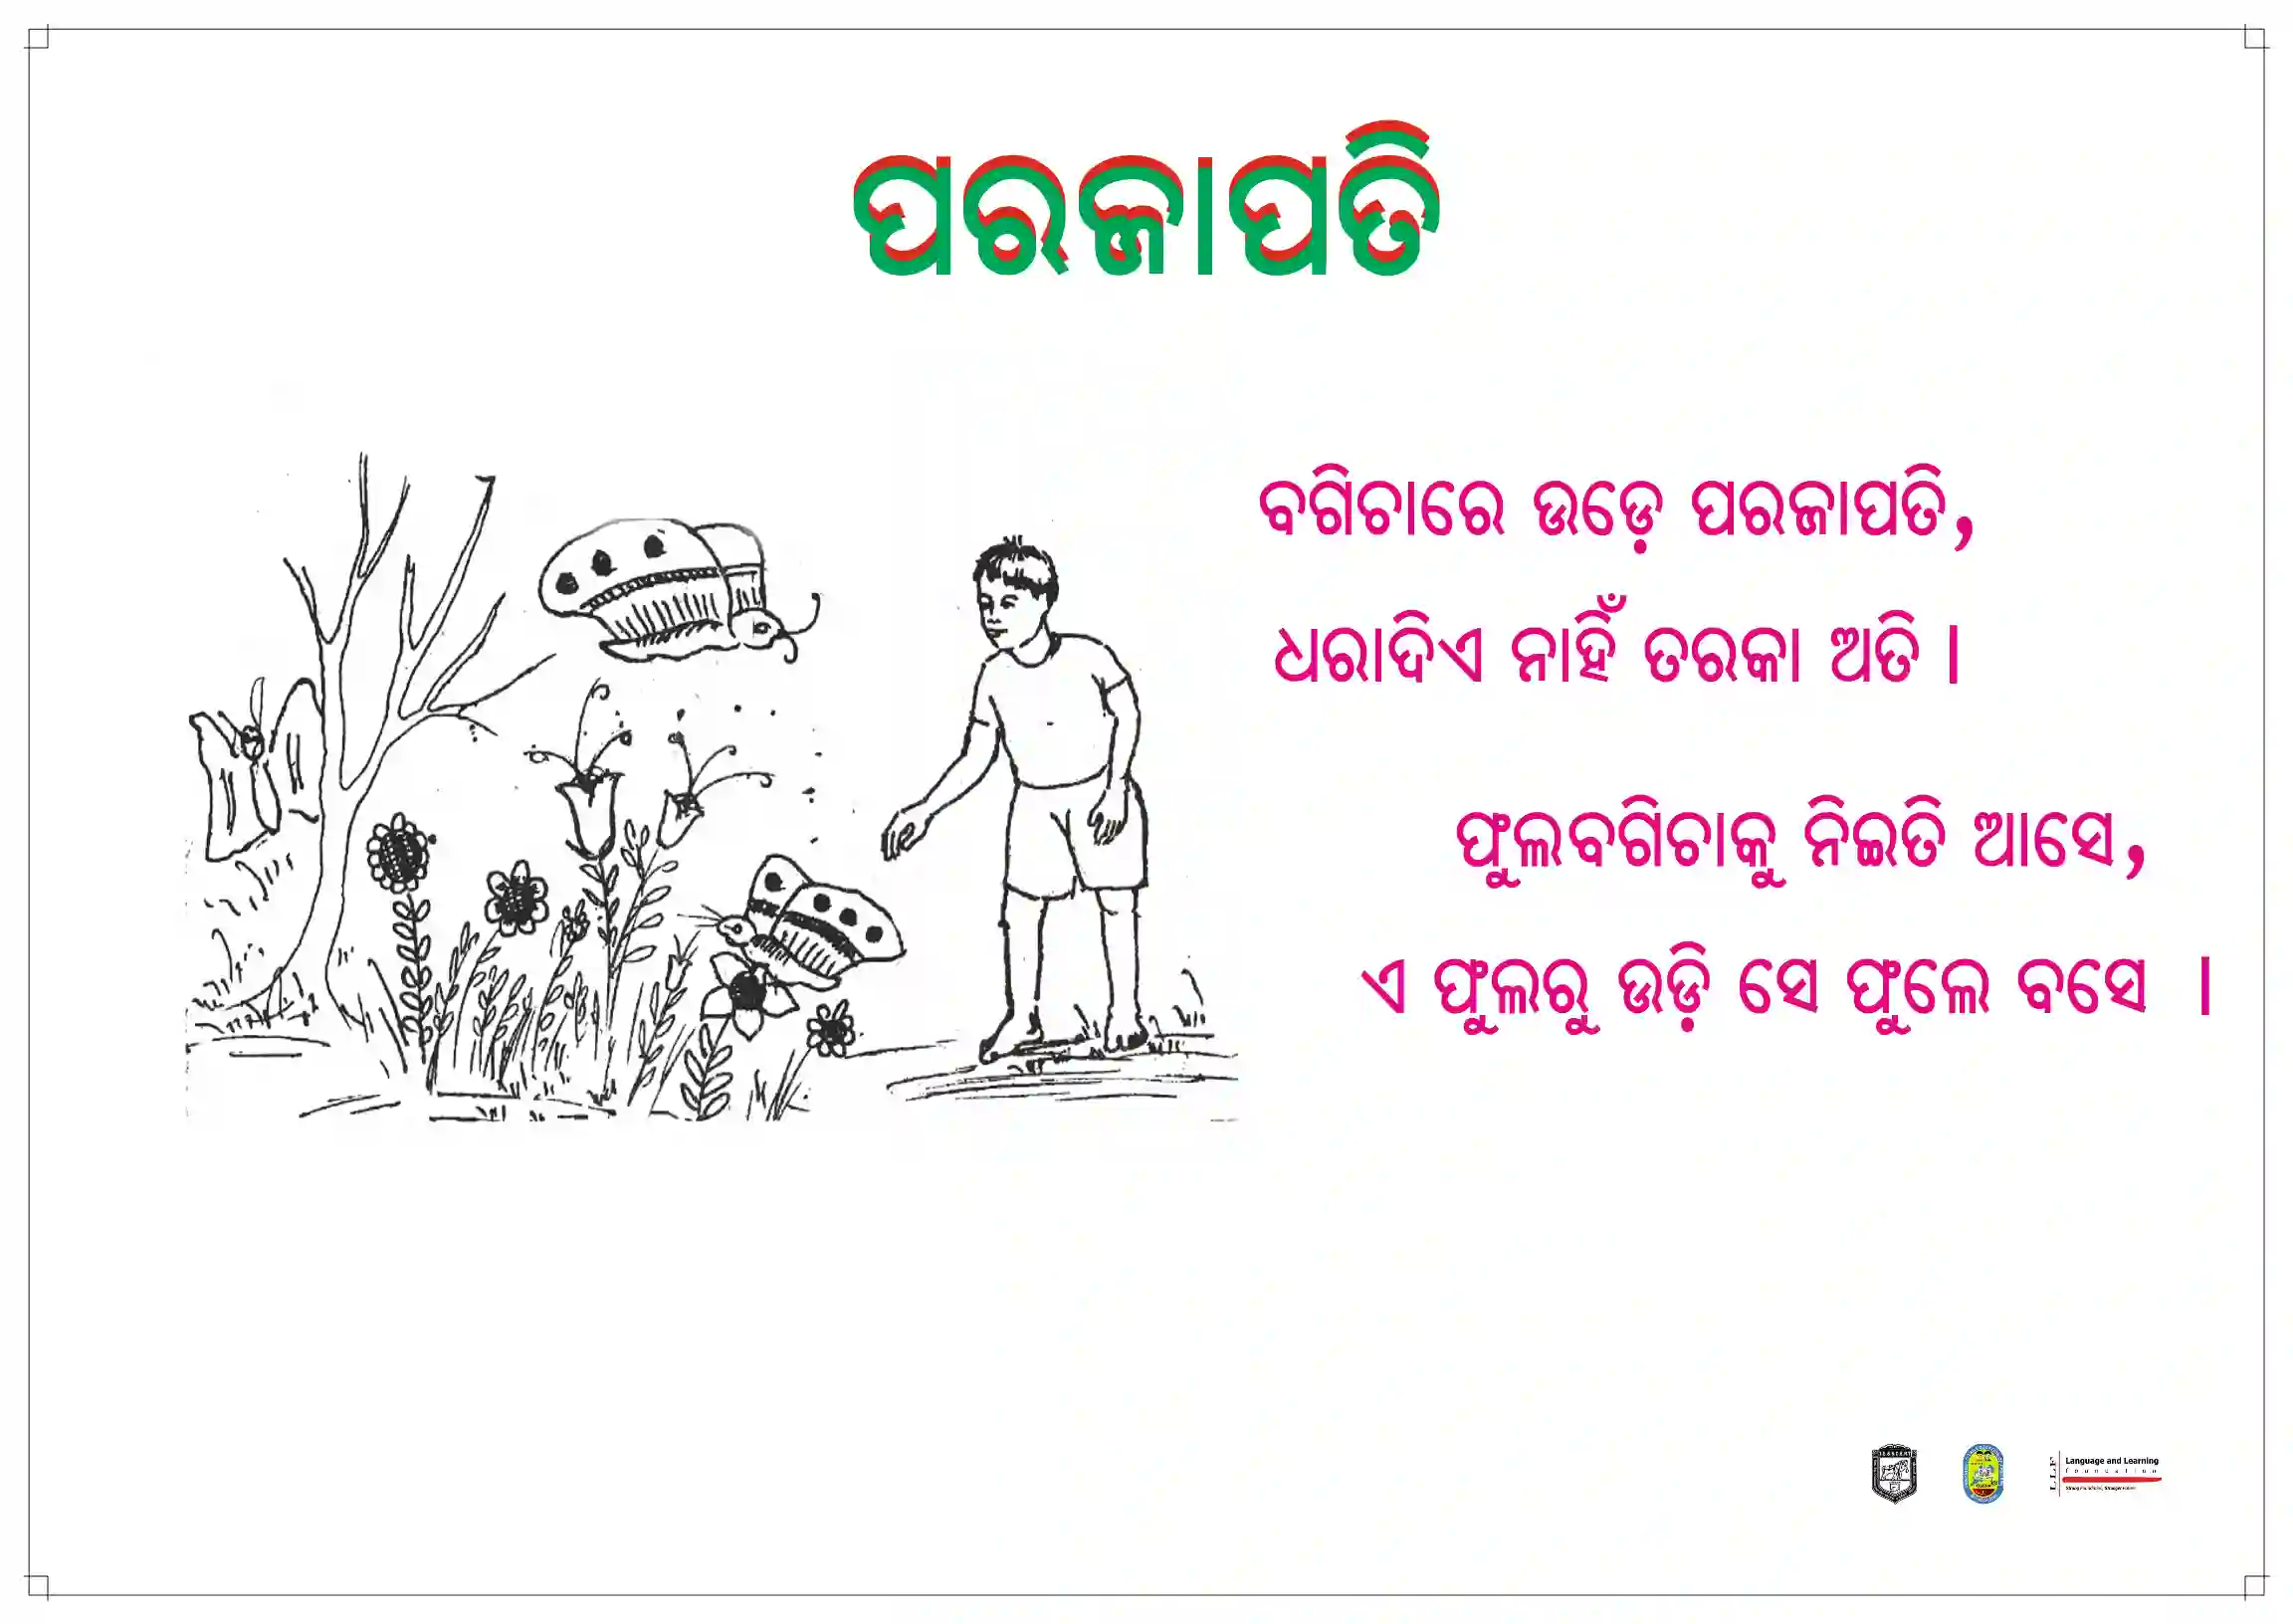 ପରଜାପତି
ବଗିଚାରେ ଉଡ଼େ ପରଜାପତି,
ଧରାଦିଏ ନାହିଁ ତରକା ଅତି ।
ଫୁଲବଗିଚାକୁ ନିଇତି ଆସେ,
ଏ ଫୁଲରୁ ଉଡ଼ି ସେ ଫୁଲେ ବସେ ।
LLF
Language and Learning
foundation